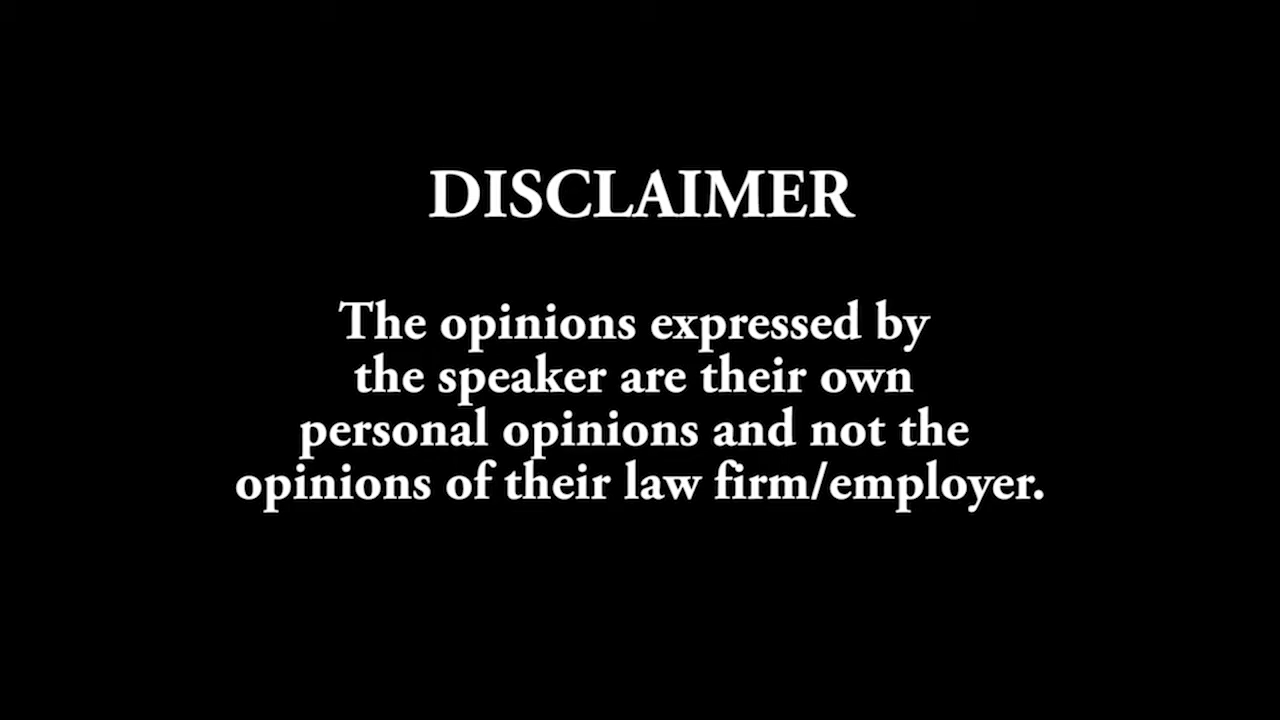 DISCLAIMER
The opinions expressed by
the speaker are their own
personal opinions and not the
opinions of their law firm/employer.